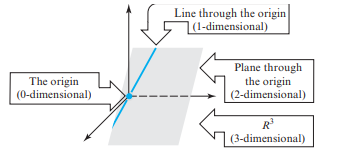 Line through the origin
(1-dimensional)
The origin
(0-dimensional)
Plane through
the origin
(2-dimensional)
R³
(3-dimensional)